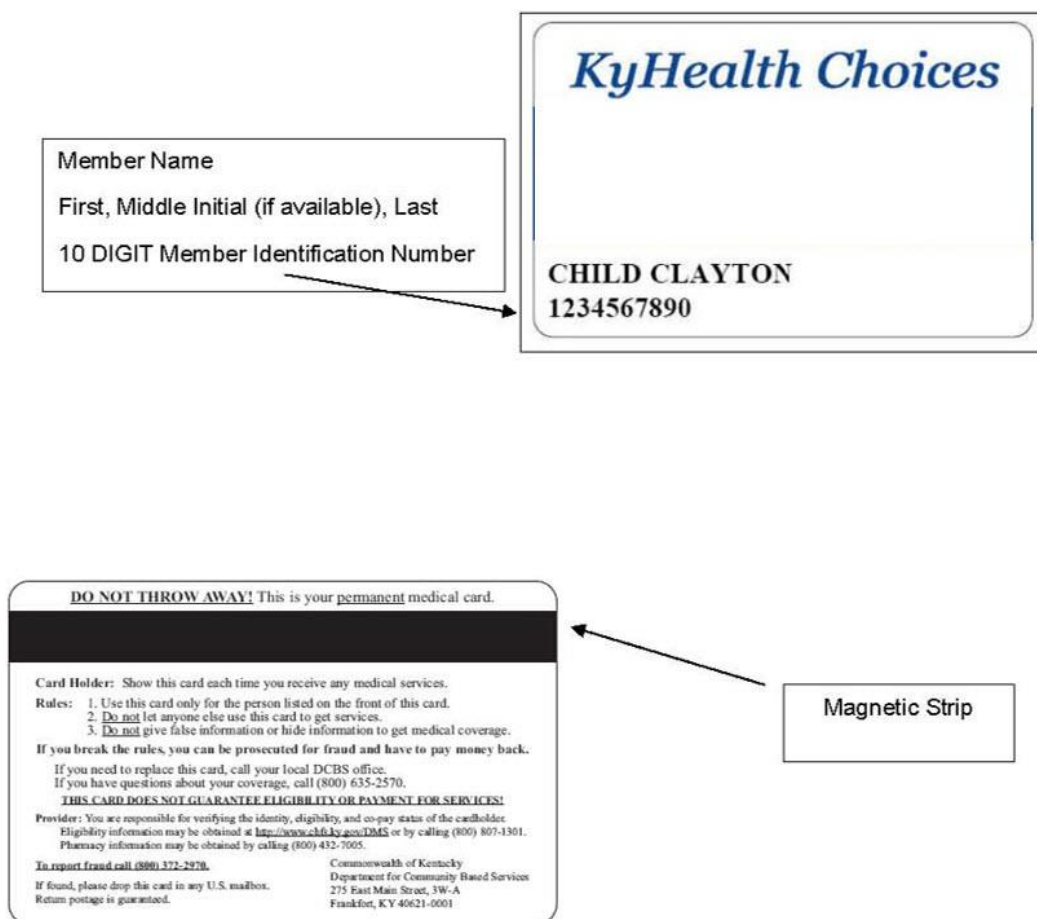 KyHealth Choices
Member Name
First, Middle Initial (if available), Last
10 DIGIT Member Identification Number
CHILD CLAYTON
1234567890
DO NOT THROW AWAY! This is your permanent medical card.
Card Holder: Show this card each time you receive any medical services.
Rules: 1. Use this card only for the person listed on the front of this card.
2. Do not let anyone else use this card to get services.
3. Do not give false information or hide information to get medical coverage.
If you break the rules, you can be prosecuted for fraud and have to pay money back.
If you need to replace this card, call your local DCBS office.
If you have questions about your coverage, call (800) 635-2570.
THIS CARD DOES NOT GUARANTEE ELIGIBILITY OR PAYMENT FOR SERVICES!
Provider: You are responsible for verifying the identity, eligibility, and co-pay status of the cardholder.
Eligibility information may be obtained at http://www.chfs.ky.gov/DMS or by calling (800) 807-1301.
Pharmacy information may be obtained by calling (800) 432-7005.
To report fraud call (800) 372-2970.
If found, please drop this card in any U.S. mailbox.
Return postage is guaranteed.
Commonwealth of Kentucky
Department for Community Based Services
275 East Main Street, 3W-A
Frankfort, KY 40621-0001
Magnetic Strip